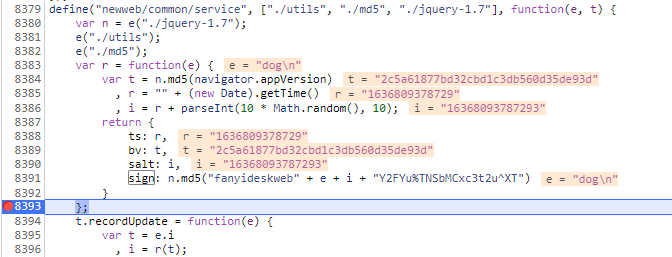 8379 define("newweb/common/service", ["./utils", "./md5", "./jquery-1.7"], function(e, t) {
8380 var n = e("./jquery-1.7");
8381 e("./utils");
8382 e("./md5");
8383 var r = function(e) { e = "dog\n"
8384 var t = n.md5(navigator.appVersion) t = "2c5a61877bd32cbd1c3db560d35de93d"
8385 , r = "" + (new Date).getTime() r = "1636809378729"
8386 , i = r + parseInt(10 * Math.random(), 10); i = "16368093787293"
8387 return {
8388 ts: r, r = "1636809378729"
8389 bv: t, t = "2c5a61877bd32cbd1c3db560d35de93d"
8390 salt: i, i = "16368093787293"
8391 sign: n.md5("fanyideskweb" + e + i + "Y2FYu%TNSbMCxc3t2u^XT") e = "dog\n"
8392 }
8393 };
8394 t.recordUpdate = function(e) {
8395 var t = e.i
8396 , i = r(t);